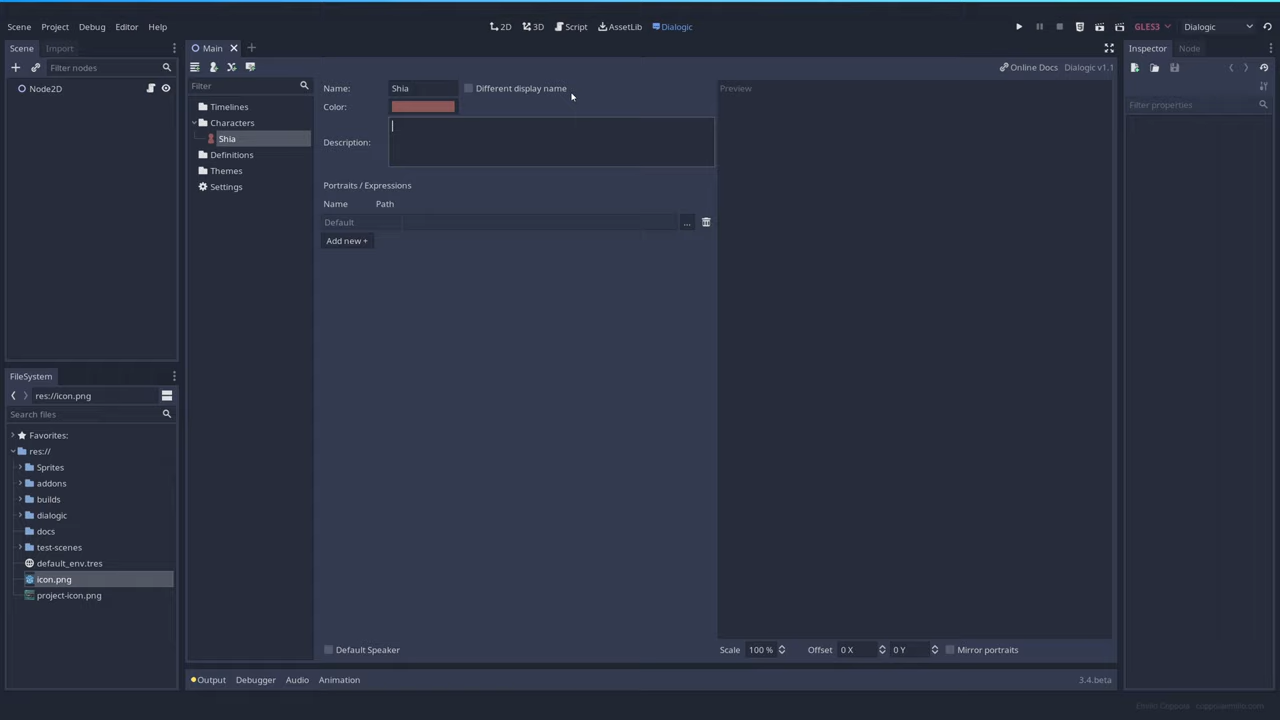 Scene Project Debug Editor Help 2D 3D Script AssetLib Dialogic GLES3 Dialogic
Scene Import Main Inspector Node
Filter nodes Online Docs Dialogic v1.1
Node2D Filter Name: Shia Different display name Preview Filter properties
Timelines Color:
Characters
Shia Description:
Definitions
Themes
Settings Portraits / Expressions
Name Path
Default ...
Add new +
FileSystem
res://icon.png
Search files
Favorites:
res://
Sprites
addons
builds
dialogic
docs
test-scenes
default_env.tres
icon.png
project-icon.png
Default Speaker Scale 100 % Offset 0 X 0 Y Mirror portraits
Output Debugger Audio Animation 3.4.beta
Emilio Coppola coppolaemilio.com